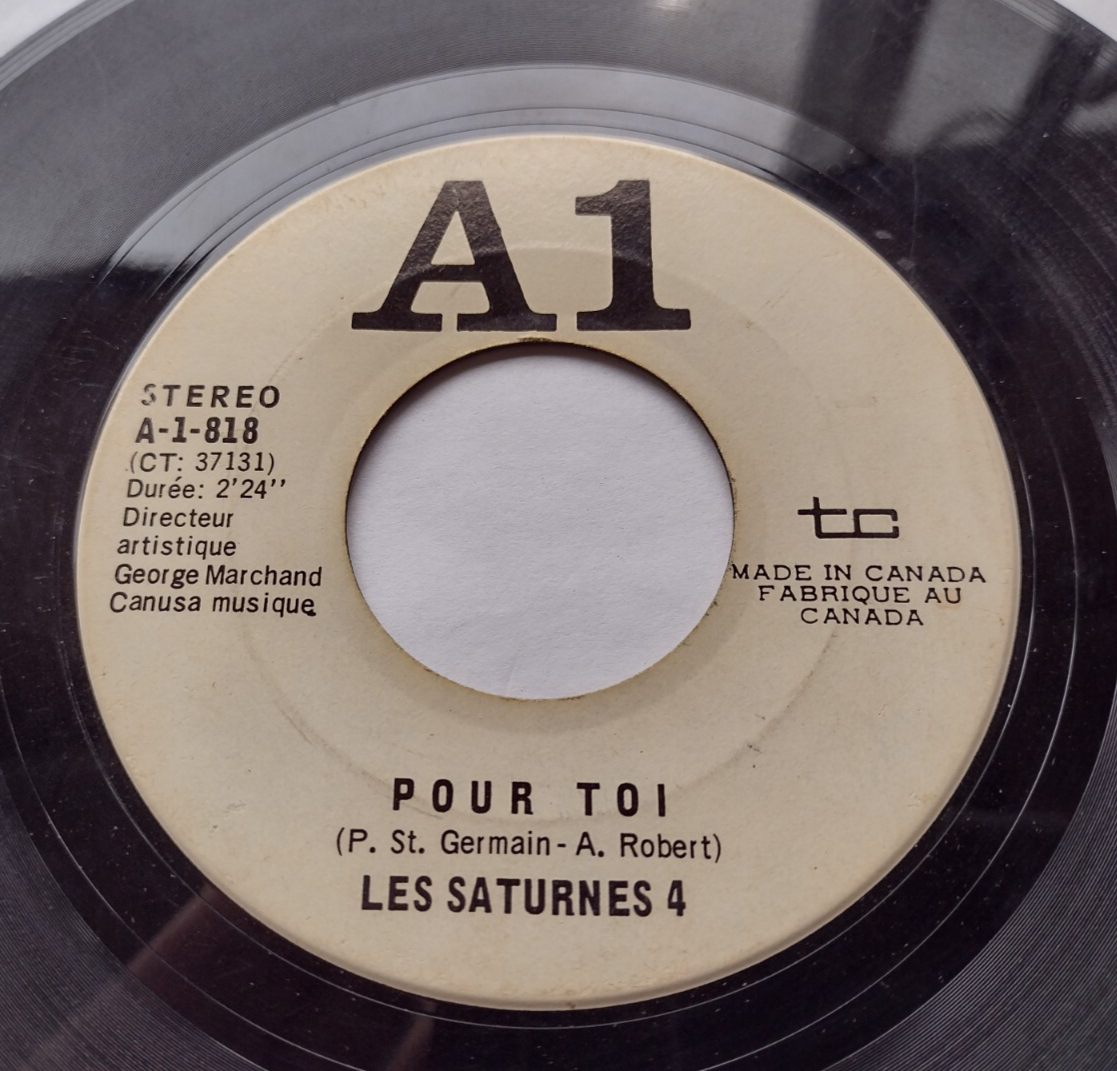 A1
STEREO
A-1-818
(CT: 37131)
Durée: 2'24''
Directeur
artistique
George Marchand
Canusa musique
tc
MADE IN CANADA
FABRIQUE AU
CANADA
POUR TOI
(P. St. Germain - A. Robert)
LES SATURNES 4